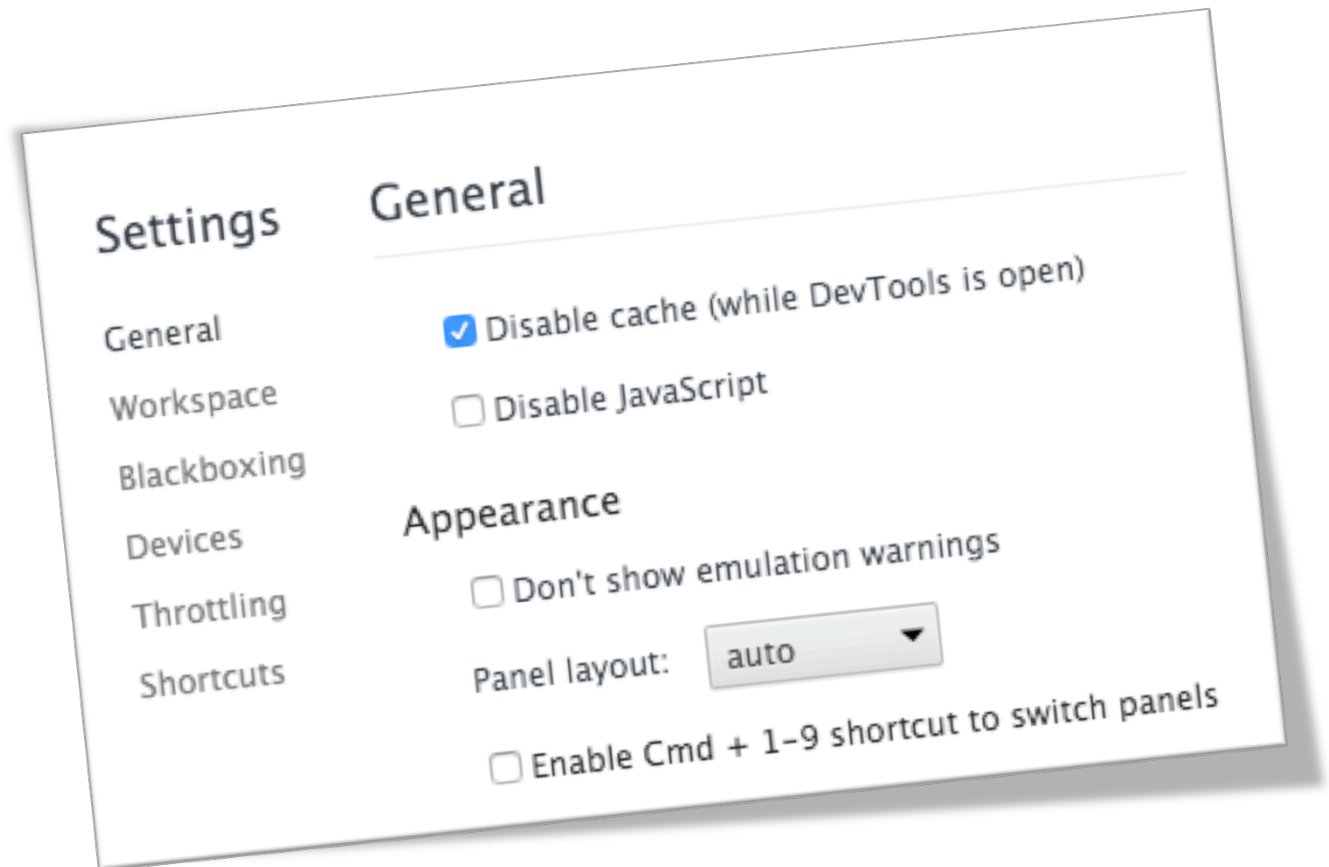 Settings
General
Workspace
Blackboxing
Devices
Throttling
Shortcuts
General
Disable cache (while DevTools is open)
Disable JavaScript
Appearance
Don't show emulation warnings
Panel layout: auto
Enable Cmd + 1-9 shortcut to switch panels